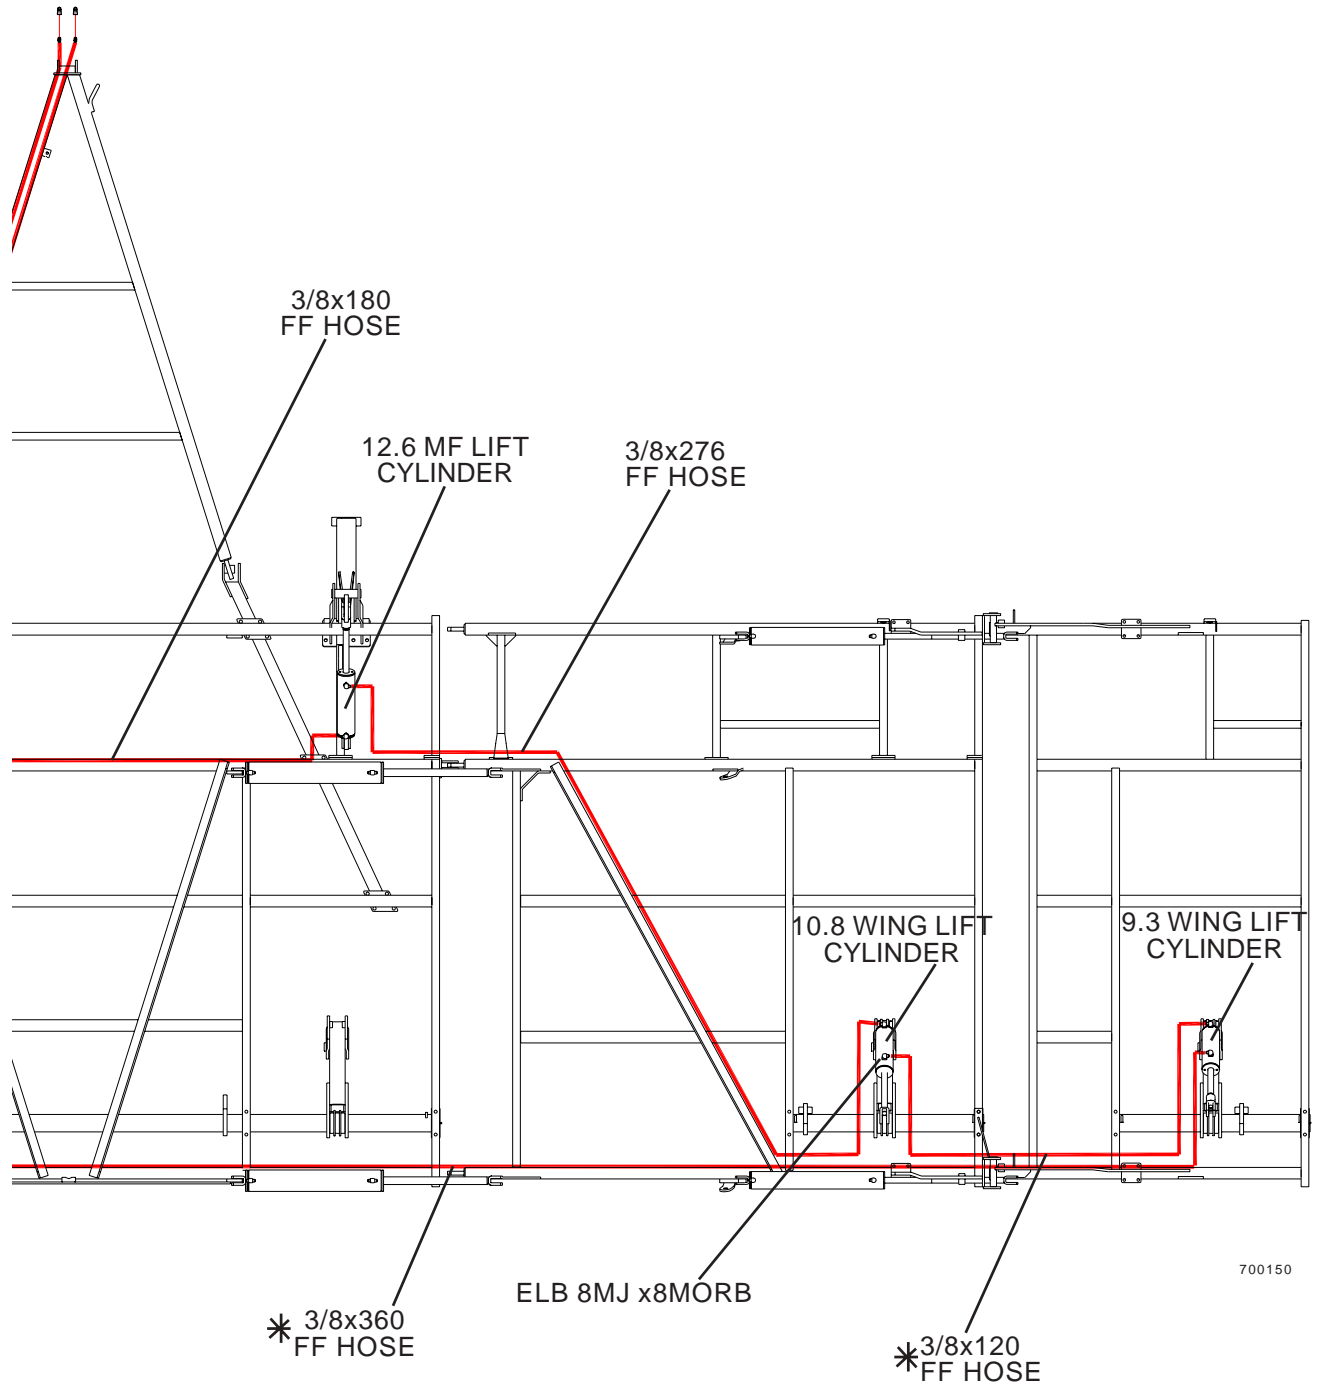 3/8x180
FF HOSE
12.6 MF LIFT
CYLINDER
3/8x276
FF HOSE
10.8 WING LIFT
CYLINDER
9.3 WING LIFT
CYLINDER
700150
ELB 8MJ x8MORB
* 3/8x360
FF HOSE
* 3/8x120
FF HOSE